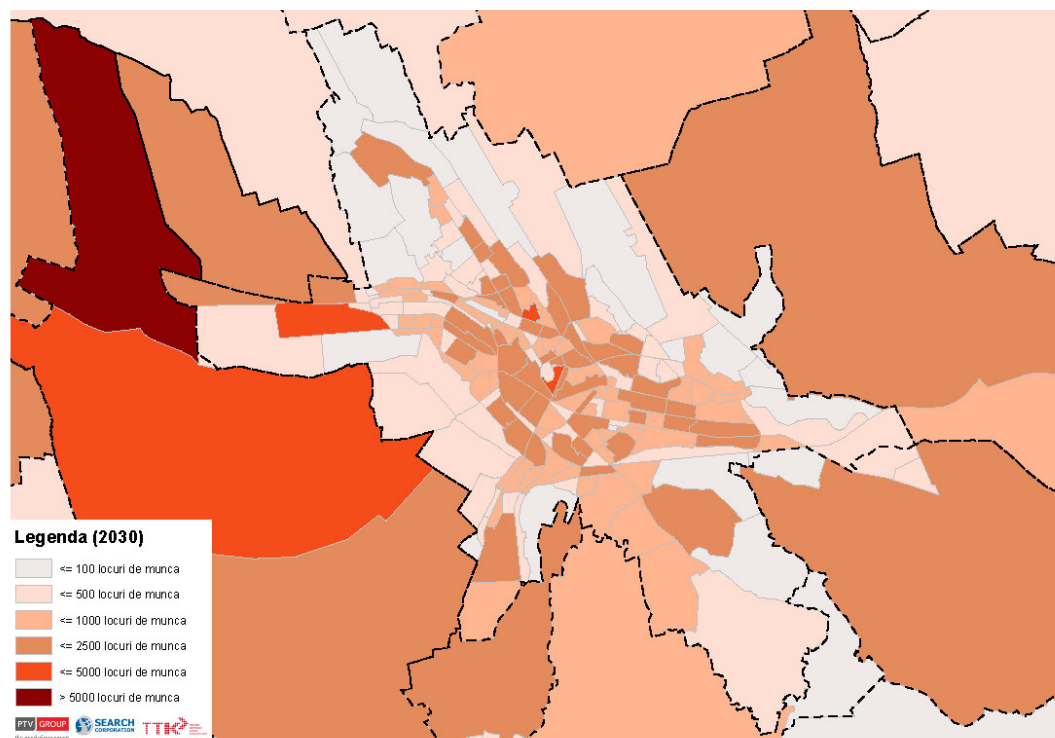 Legenda (2030)
<= 100 locuri de munca
<= 500 locuri de munca
<= 1000 locuri de munca
<= 2500 locuri de munca
<= 5000 locuri de munca
> 5000 locuri de munca
PTV GROUP
SEARCH
CORPORATION
TTK